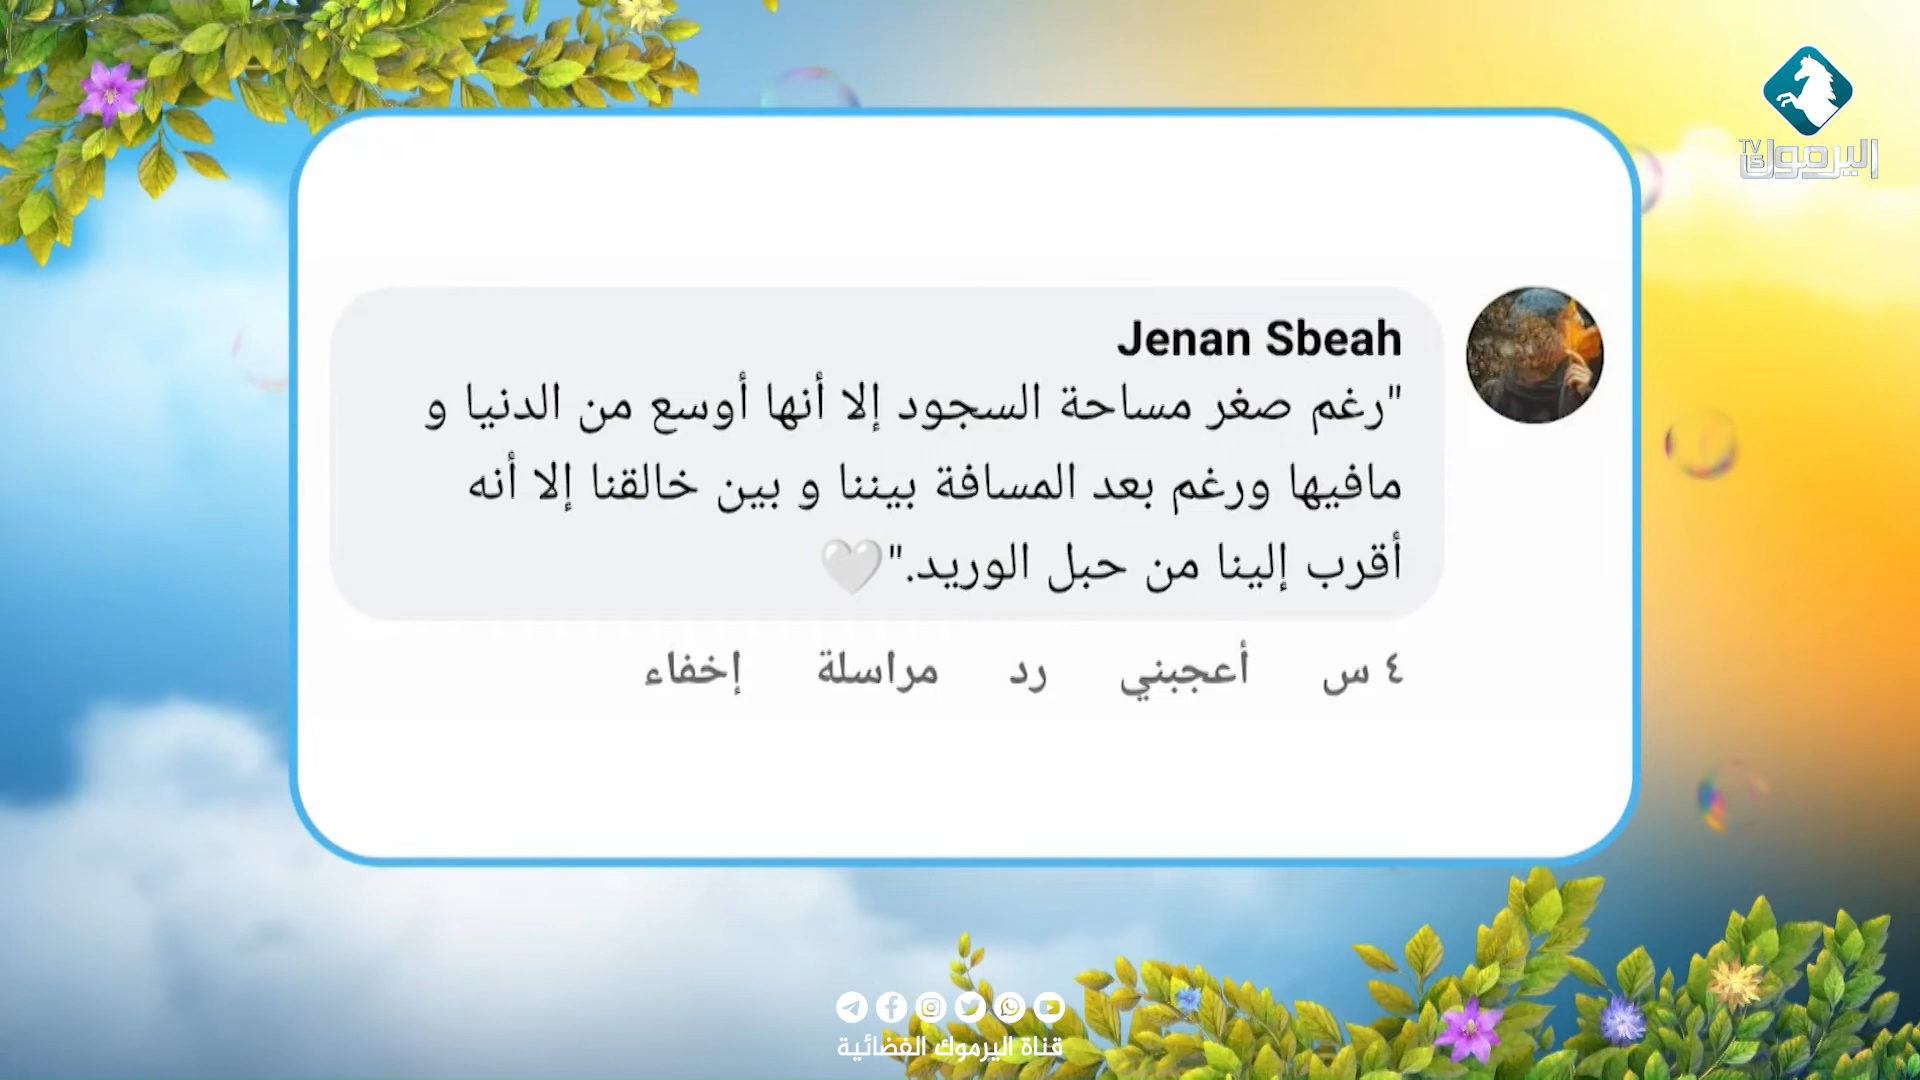 اليرموك
TV
Jenan Sbeah
"رغم صغر مساحة السجود إلا أنها أوسع من الدنيا و
مافيها ورغم بعد المسافة بيننا و بين خالقنا إلا أنه
أقرب إلينا من حبل الوريد."🤍
٤ س أعجبني رد مراسلة إخفاء
قناة اليرموك الفضائية